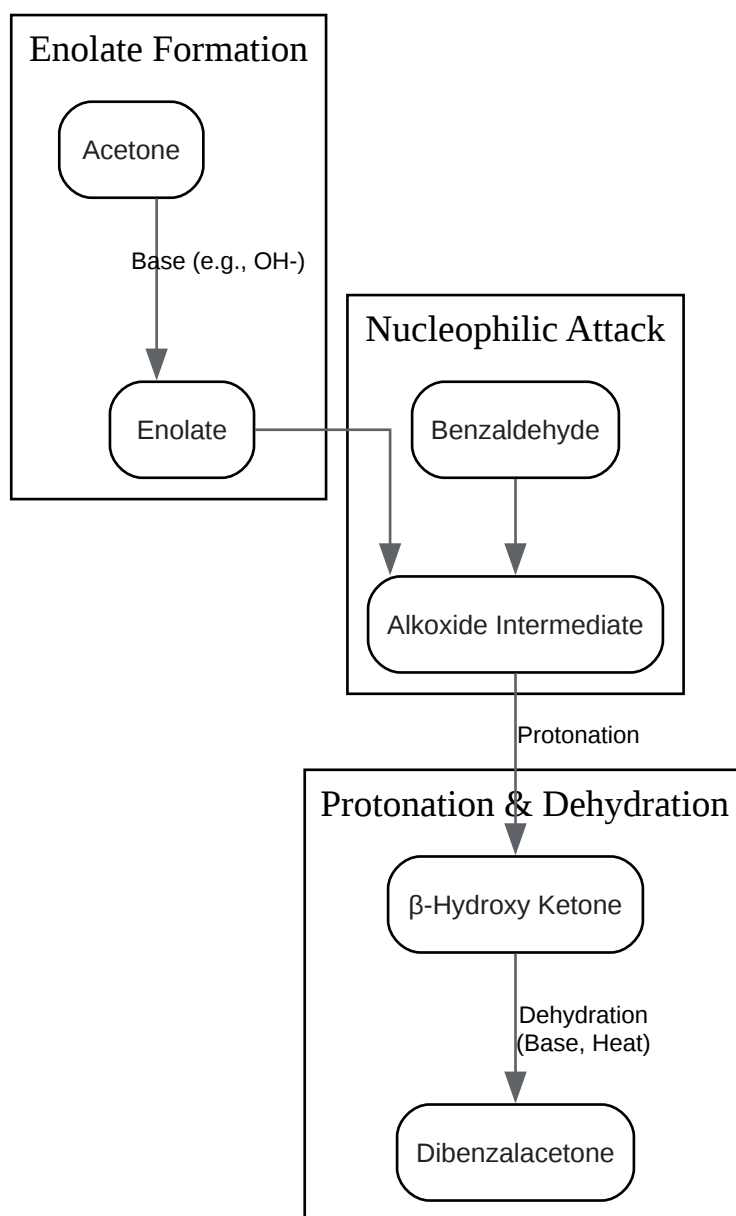 Enolate Formation
Acetone
Base (e.g., OH-)
Nucleophilic Attack
Enolate
Benzaldehyde
Alkoxide Intermediate
Protonation
Protonation & Dehydration
β-Hydroxy Ketone
Dehydration
(Base, Heat)
Dibenzalacetone